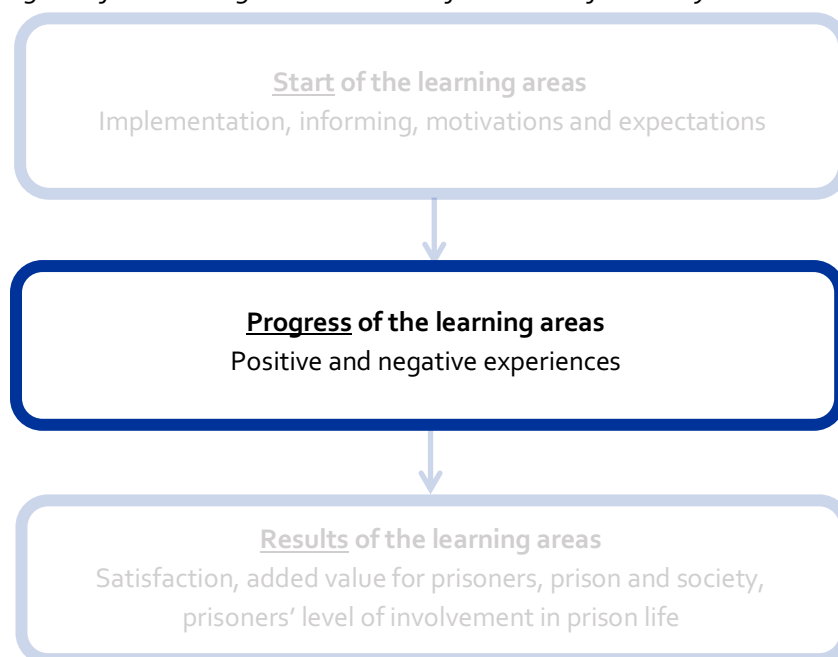 Start of the learning areas
Implementation, informing, motivations and expectations
Progress of the learning areas
Positive and negative experiences
Results of the learning areas
Satisfaction, added value for prisoners, prison and society,
prisoners' level of involvement in prison life